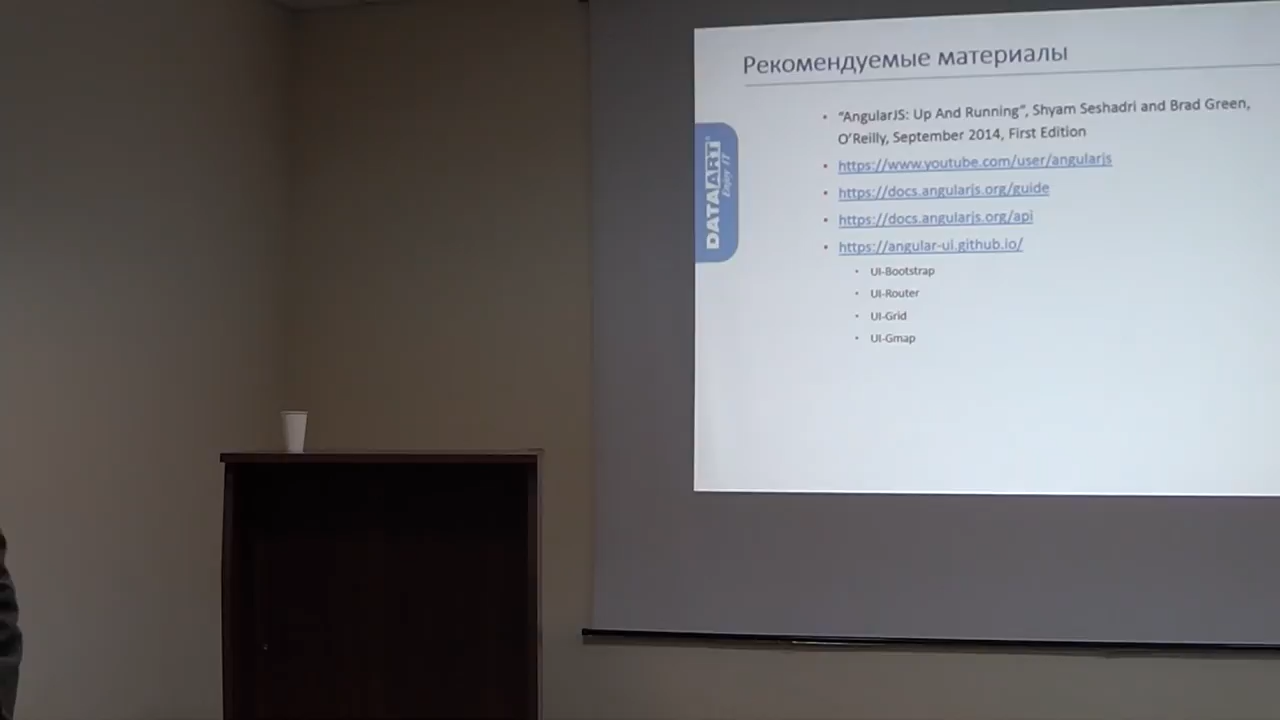 Рекомендуемые материалы
“AngularJS: Up And Running”, Shyam Seshadri and Brad Green,
O’Reilly, September 2014, First Edition
https://www.youtube.com/user/angularjs
https://docs.angularjs.org/guide
https://docs.angularjs.org/api
https://angular-ui.github.io/
UI-Bootstrap
UI-Router
UI-Grid
UI-Gmap
DATAART
Enjoy IT